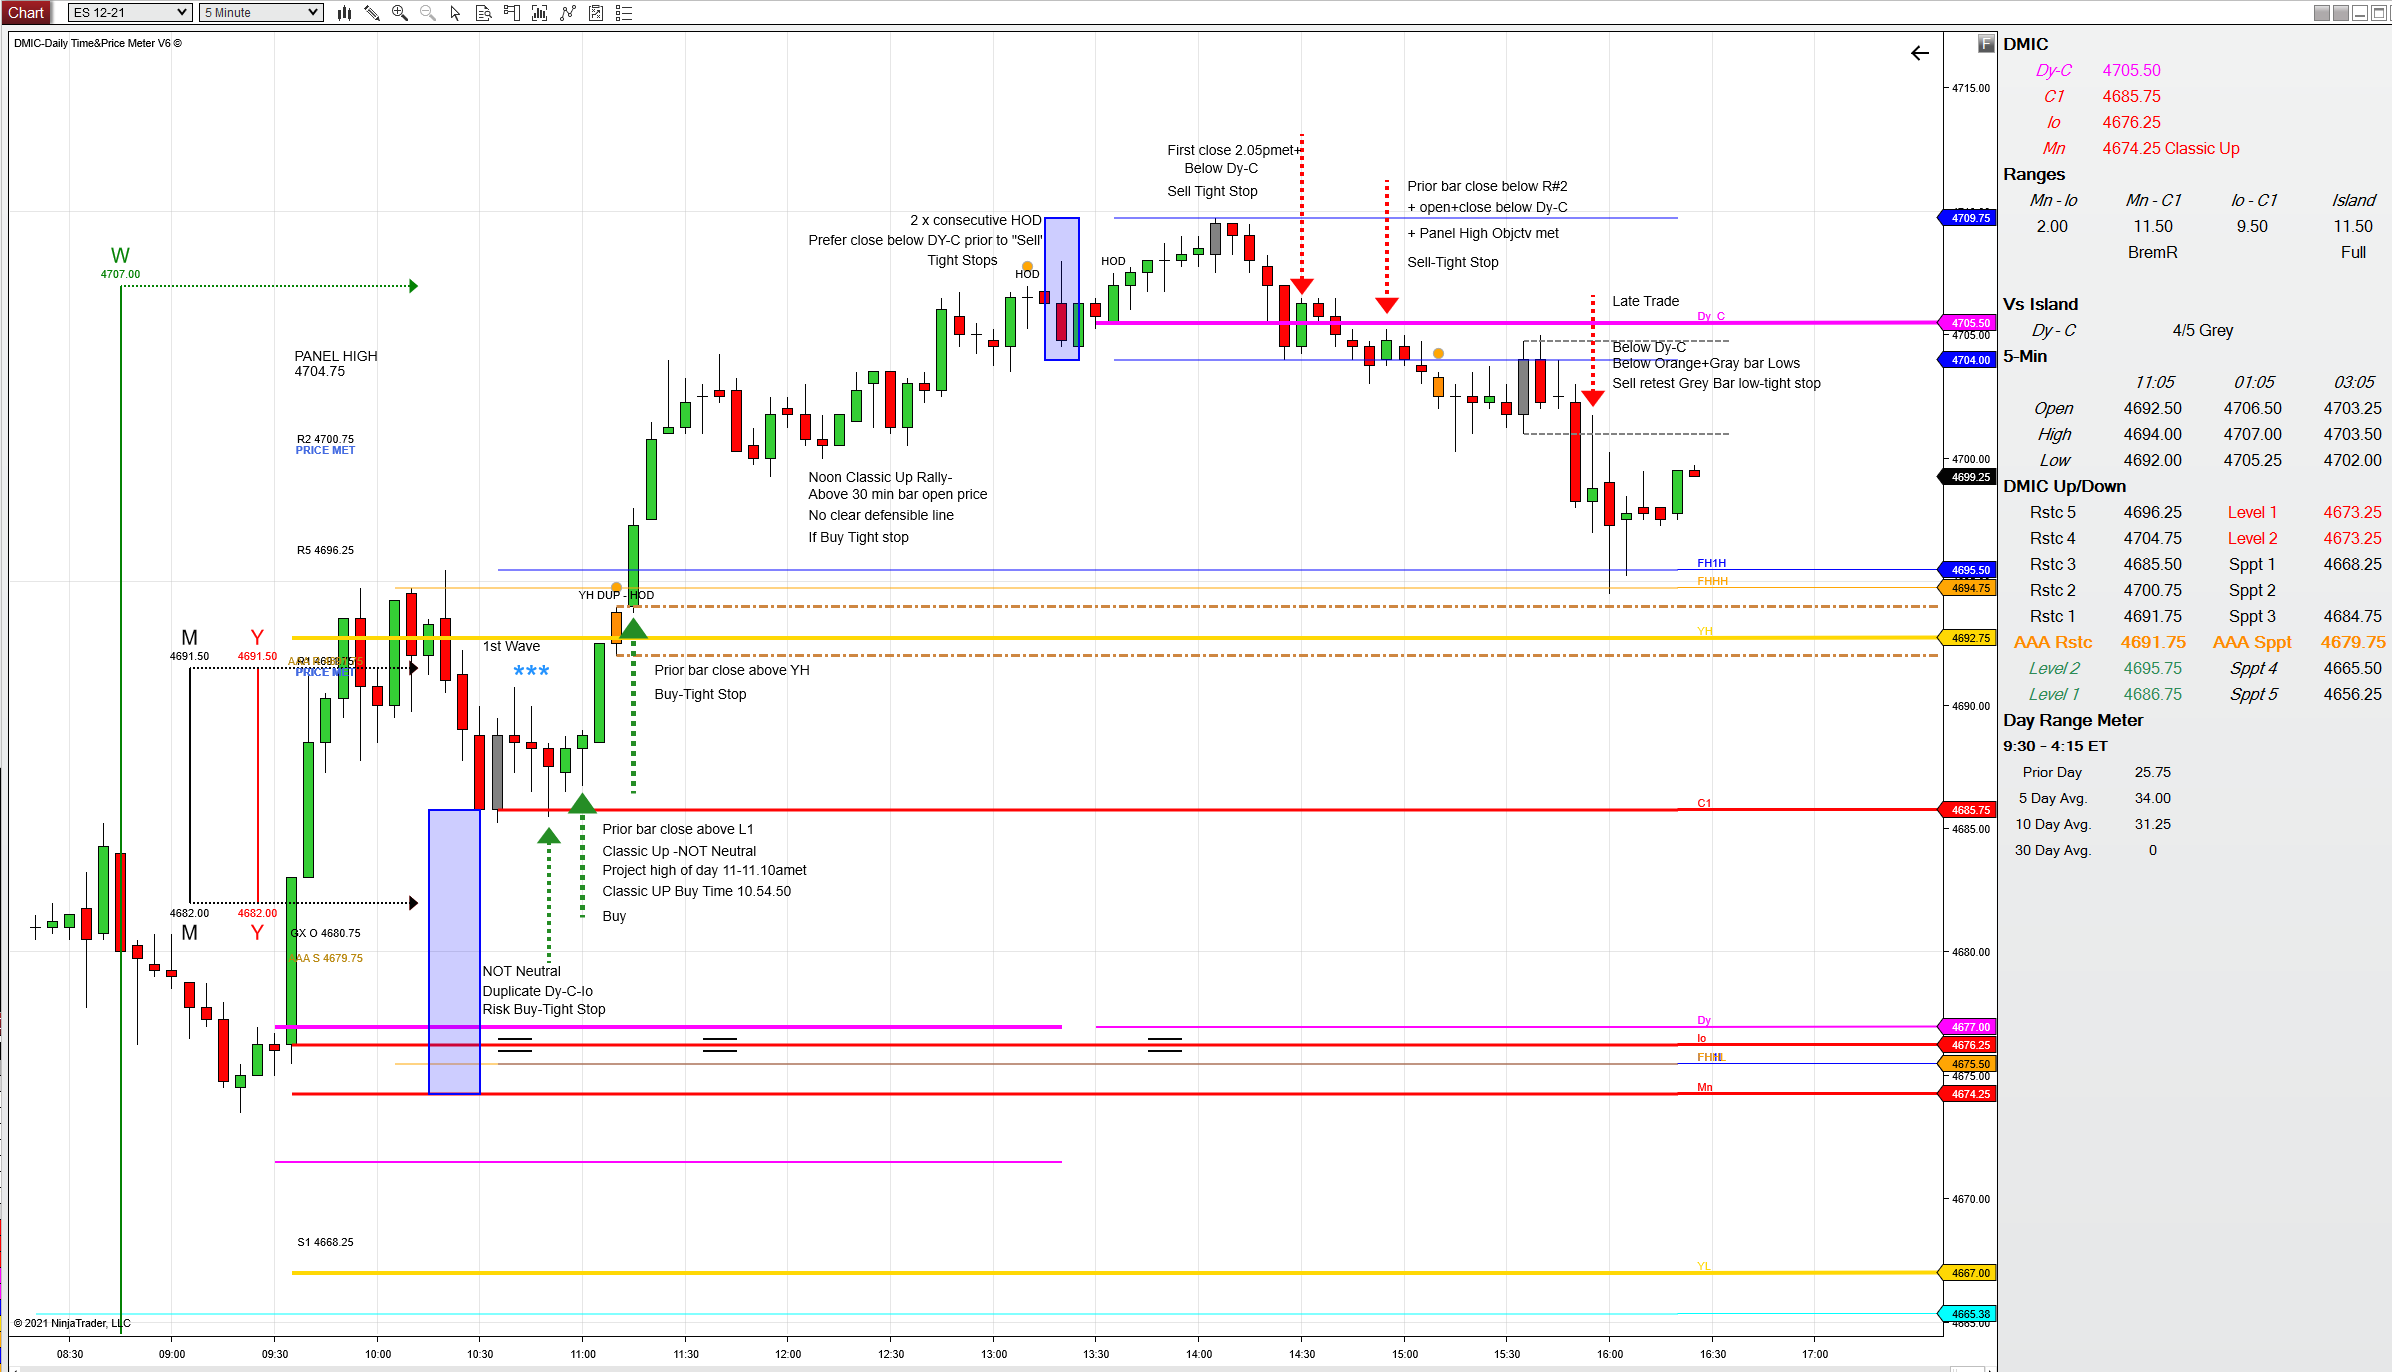 Chart ES 12-21 5 Minute
DMIC-Daily Time&Price Meter V6 ©
F
W
4707.00
PANEL HIGH
4704.75
R2 4700.75
PRICE MET
R5 4696.25
M
4691.50
Y
4691.50
R1 4691.75
PRICE MET
4682.00
M
4682.00
Y
GX O 4680.75
AAA S 4679.75
S1 4668.25
1st Wave
***
YH DUP - HOD
Prior bar close above YH
Buy-Tight Stop
Prior bar close above L1
Classic Up -NOT Neutral
Project high of day 11-11.10amet
Classic UP Buy Time 10.54.50
Buy
NOT Neutral
Duplicate Dy-C-Io
Risk Buy-Tight Stop
Noon Classic Up Rally-
Above 30 min bar open price
No clear defensible line
If Buy Tight stop
2 x consecutive HOD
Prefer close below DY-C prior to "Sell"
Tight Stops
HOD
HOD
First close 2.05pmet+
Below Dy-C
Sell Tight Stop
Prior bar close below R#2
+ open+close below Dy-C
+ Panel High Objctv met
Sell-Tight Stop
Late Trade
Below Dy-C
Below Orange+Gray bar Lows
Sell retest Grey Bar low-tight stop
Dy_C
FH1H
FHHH
YH
C1
Dy
Io
Mn
YL
4715.00
4709.75
4705.50
4705.00
4704.00
4700.00
4699.25
4695.50
4694.75
4692.75
4690.00
4685.75
4685.00
4680.00
4677.00
4676.25
4675.50
4675.00
4674.25
4670.00
4667.00
4665.38
4665.00
© 2021 NinjaTrader, LLC
08:30 09:00 09:30 10:00 10:30 11:00 11:30 12:00 12:30 13:00 13:30 14:00 14:30 15:00 15:30 16:00 16:30 17:00
DMIC
Dy-C 4705.50
C1 4685.75
Io 4676.25
Mn 4674.25 Classic Up
Ranges
Mn - Io Mn - C1 Io - C1 Island
2.00 11.50 9.50 11.50
BremR Full
Vs Island
Dy - C 4/5 Grey
5-Min
11:05 01:05 03:05
Open 4692.50 4706.50 4703.25
High 4694.00 4707.00 4703.50
Low 4692.00 4705.25 4702.00
DMIC Up/Down
Rstc 5 4696.25 Level 1 4673.25
Rstc 4 4704.75 Level 2 4673.25
Rstc 3 4685.50 Sppt 1 4668.25
Rstc 2 4700.75 Sppt 2
Rstc 1 4691.75 Sppt 3 4684.75
AAA Rstc 4691.75 AAA Sppt 4679.75
Level 2 4695.75 Sppt 4 4665.50
Level 1 4686.75 Sppt 5 4656.25
Day Range Meter
9:30 - 4:15 ET
Prior Day 25.75
5 Day Avg. 34.00
10 Day Avg. 31.25
30 Day Avg. 0